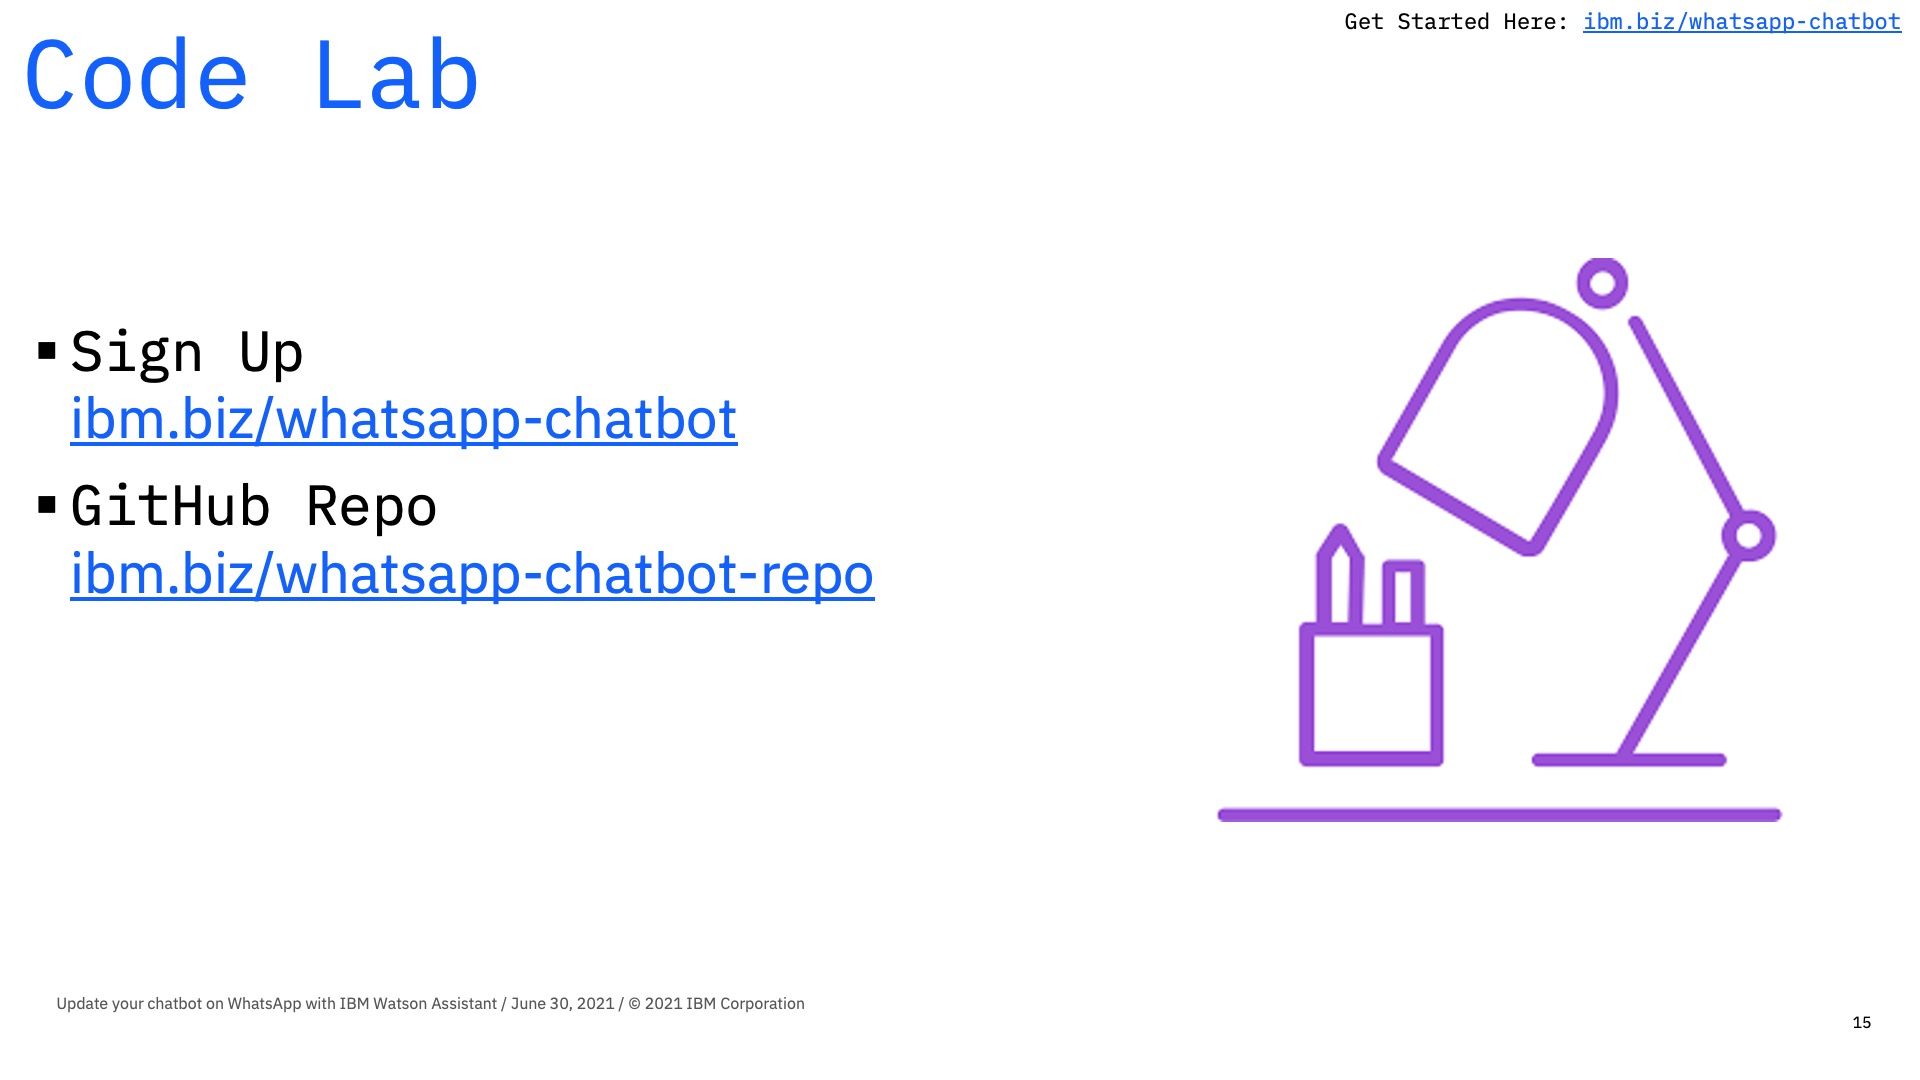 Get Started Here: ibm.biz/whatsapp-chatbot
Code Lab
▪ Sign Up
ibm.biz/whatsapp-chatbot
▪ GitHub Repo
ibm.biz/whatsapp-chatbot-repo
Update your chatbot on WhatsApp with IBM Watson Assistant / June 30, 2021 / © 2021 IBM Corporation
15